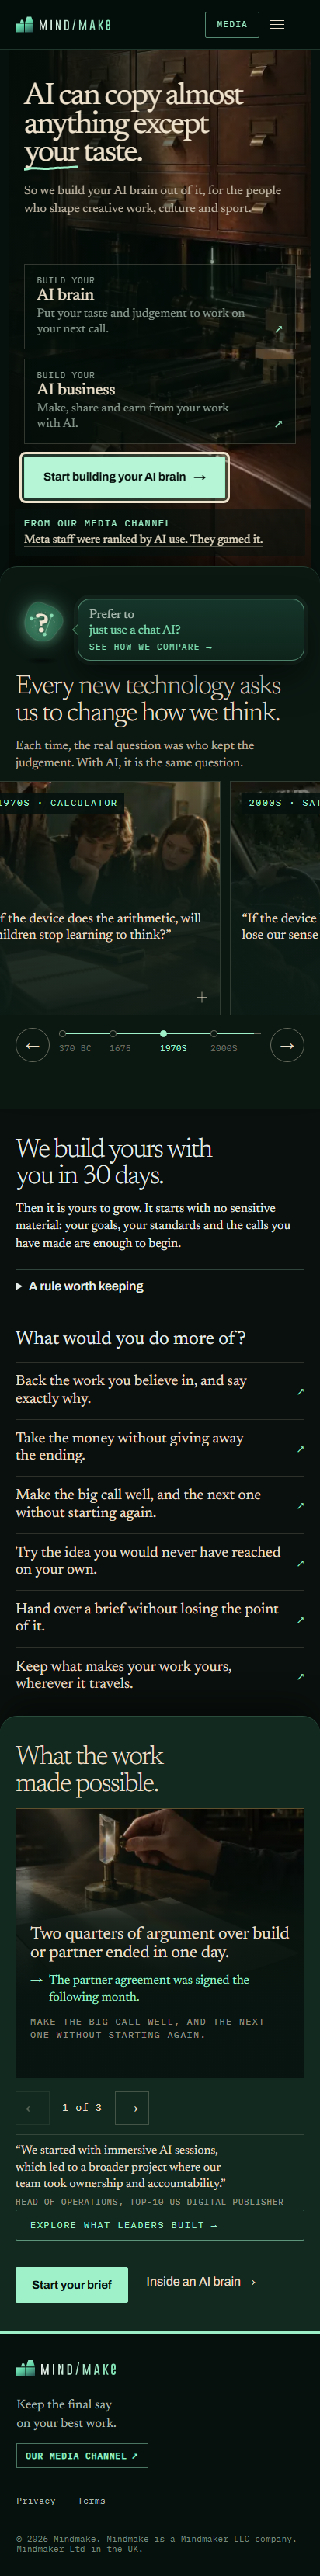 MIND/MAKE
MEDIA
AI can copy almost
anything except
your taste.
So we build your AI brain out of it, for the people
who shape creative work, culture and sport.
BUILD YOUR
AI brain
Put your taste and judgement to work on
your next call.
↗
BUILD YOUR
AI business
Make, share and earn from your work
with AI.
↗
Start building your AI brain →
FROM OUR MEDIA CHANNEL
Meta staff were ranked by AI use. They gamed it.
?
Prefer to
just use a chat AI?
SEE HOW WE COMPARE →
Every new technology asks
us to change how we think.
Each time, the real question was who kept the
judgement. With AI, it is the same question.
1970S · CALCULATOR
2000S · SAT
f the device does the arithmetic, will
hildren stop learning to think?”
“If the device
lose our sense
+
← 370 BC 1675 1970S 2000S →
We build yours with
you in 30 days.
Then it is yours to grow. It starts with no sensitive
material: your goals, your standards and the calls you
have made are enough to begin.
▶ A rule worth keeping
What would you do more of?
Back the work you believe in, and say
exactly why.
↗
Take the money without giving away
the ending.
↗
Make the big call well, and the next one
without starting again.
↗
Try the idea you would never have reached
on your own.
↗
Hand over a brief without losing the point
of it.
↗
Keep what makes your work yours,
wherever it travels.
↗
What the work
made possible.
Two quarters of argument over build
or partner ended in one day.
→ The partner agreement was signed the
following month.
MAKE THE BIG CALL WELL, AND THE NEXT
ONE WITHOUT STARTING AGAIN.
← 1 of 3 →
“We started with immersive AI sessions,
which led to a broader project where our
team took ownership and accountability.”
HEAD OF OPERATIONS, TOP-10 US DIGITAL PUBLISHER
EXPLORE WHAT LEADERS BUILT →
Start your brief
Inside an AI brain →
MIND/MAKE
Keep the final say
on your best work.
OUR MEDIA CHANNEL ↗
Privacy Terms
© 2026 Mindmake. Mindmake is a Mindmaker LLC company.
Mindmaker Ltd in the UK.